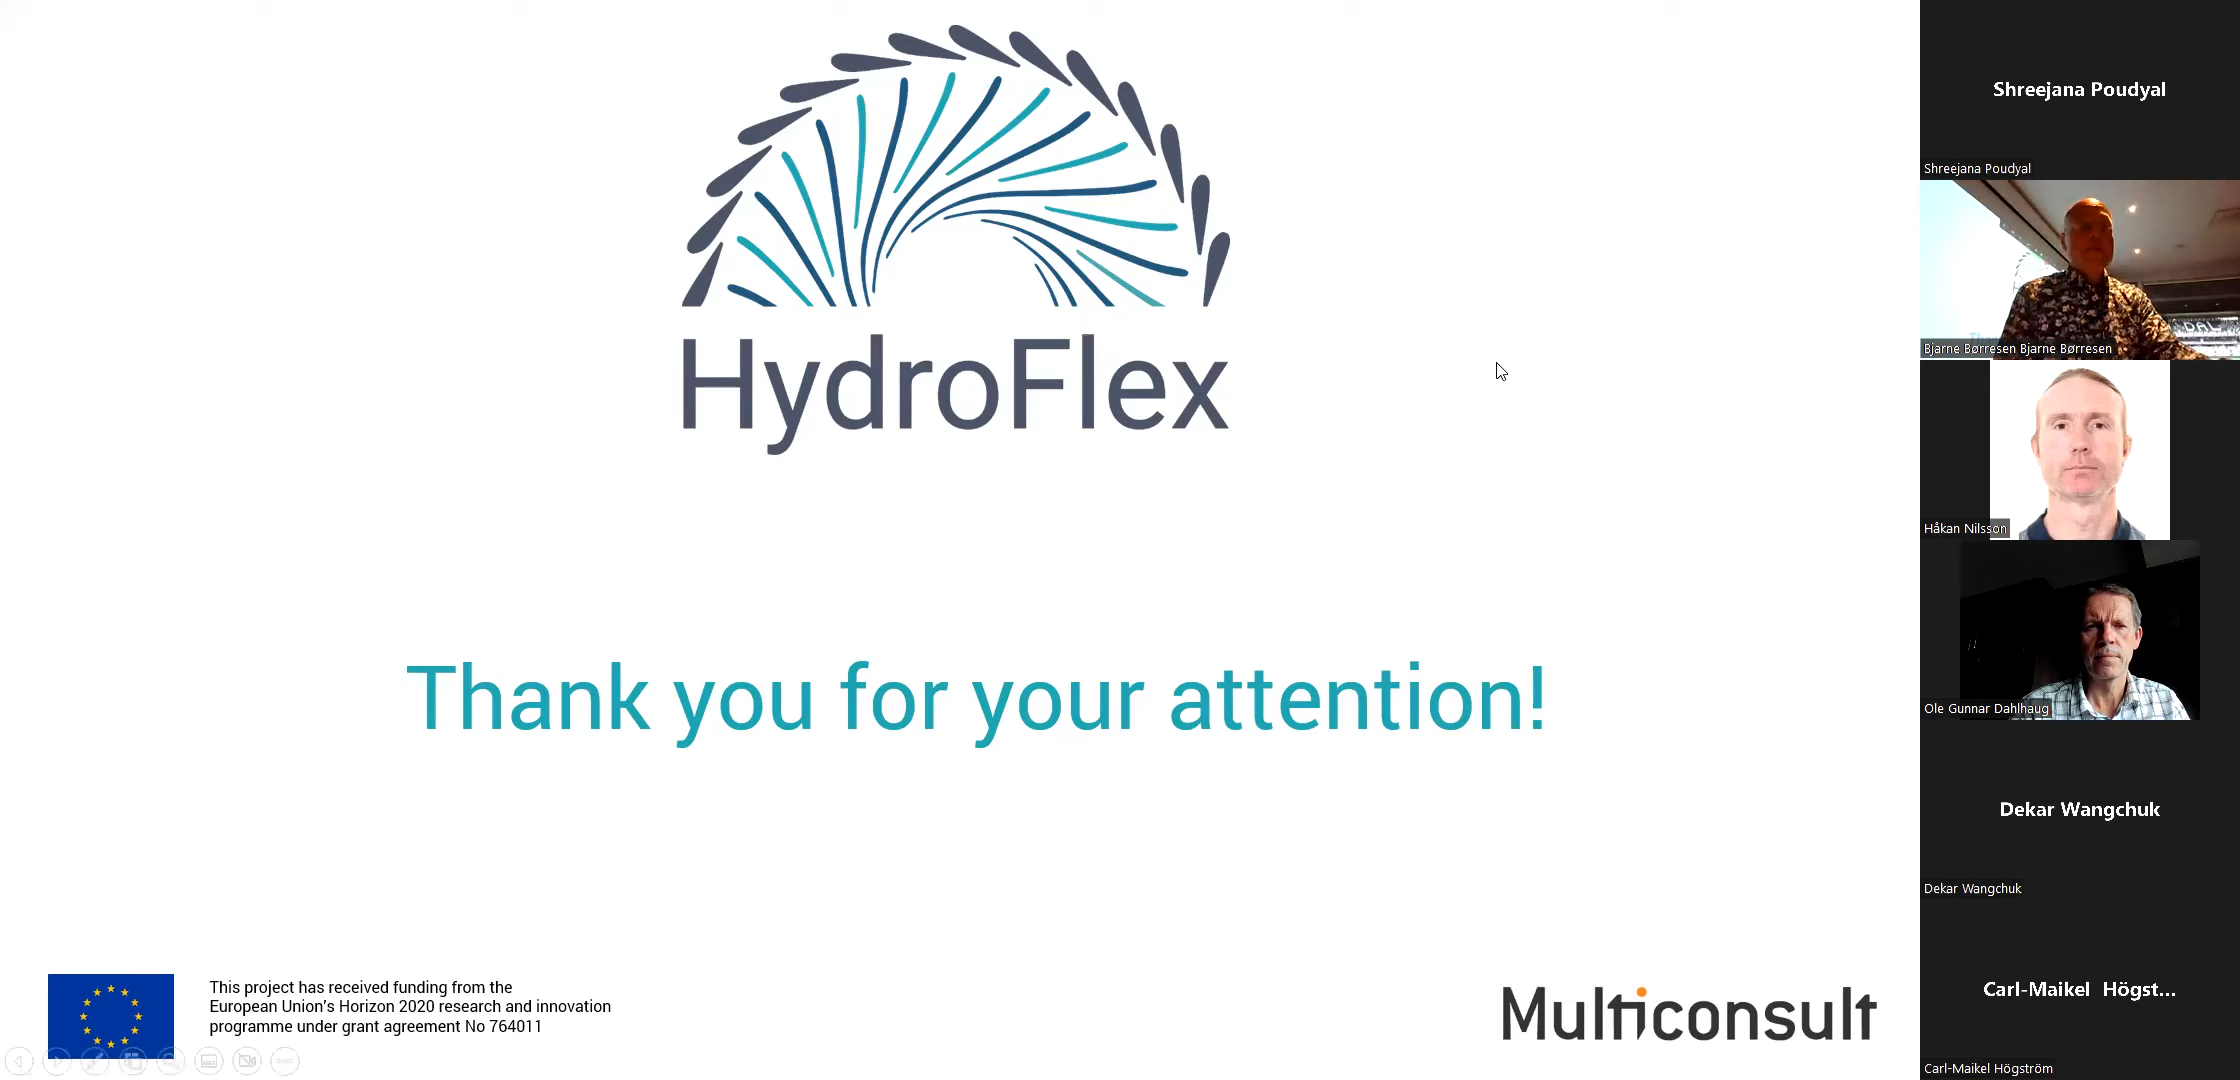 HydroFlex
Thank you for your attention!
This project has received funding from the
European Union's Horizon 2020 research and innovation
programme under grant agreement No 764011
Multiconsult
Shreejana Poudyal
Shreejana Poudyal
DAL
Bjarne Børresen Bjarne Børresen
Håkan Nilsson
Ole Gunnar Dahlhaug
Dekar Wangchuk
Dekar Wangchuk
Carl-Maikel Högst...
Carl-Maikel Högström